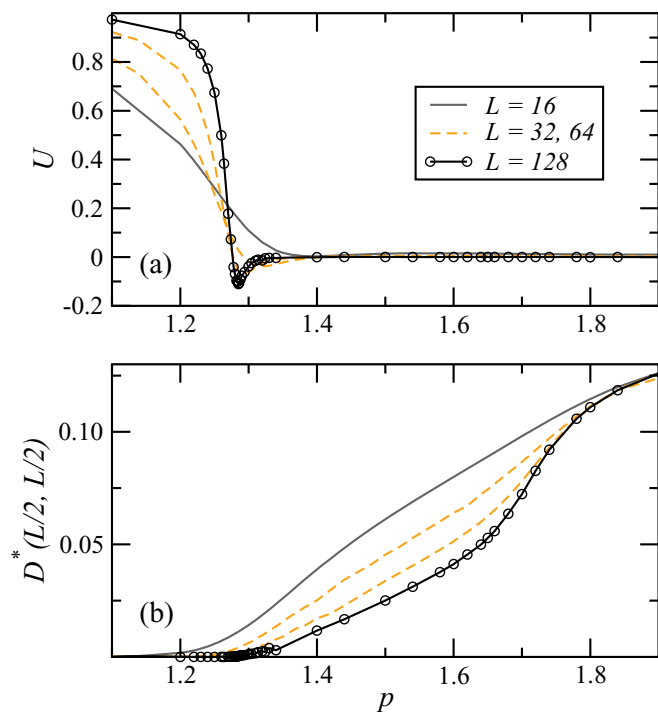 0.8
0.6
0.4
0.2
0
-0.2
U
L = 16
L = 32, 64
L = 128
(a)
1.2 1.4 1.6 1.8
0.10
0.05
D*(L/2, L/2)
(b)
1.2 1.4 1.6 1.8
p